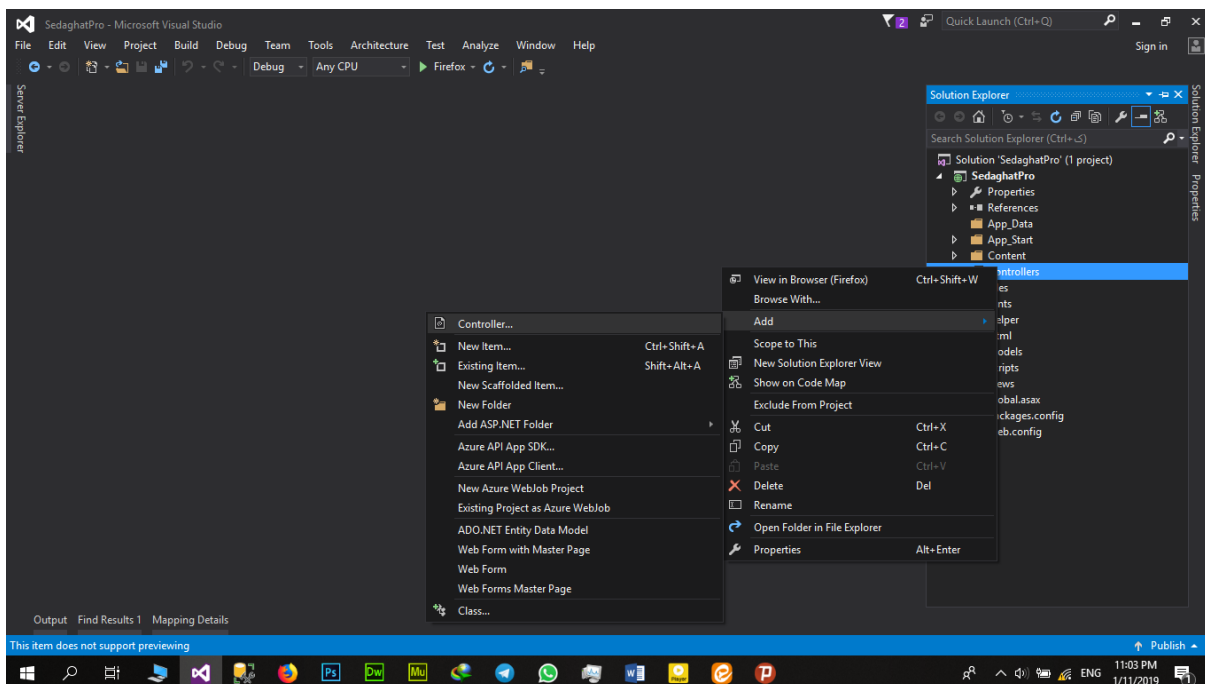 SedaghatPro - Microsoft Visual Studio
2
Quick Launch (Ctrl+Q)
File Edit View Project Build Debug Team Tools Architecture Test Analyze Window Help
Sign in
Debug Any CPU Firefox
Server Explorer
Solution Explorer
Search Solution Explorer (Ctrl+ک)
Solution 'SedaghatPro' (1 project)
SedaghatPro
Properties
References
App_Data
App_Start
Content
ntrollers
es
nts
elper
ml
odels
ripts
ews
obal.asax
ckages.config
eb.config
Solution Explorer
Properties
View in Browser (Firefox) Ctrl+Shift+W
Browse With...
Add
Scope to This
New Solution Explorer View
Show on Code Map
Exclude From Project
Cut Ctrl+X
Copy Ctrl+C
Paste Ctrl+V
Delete Del
Rename
Open Folder in File Explorer
Properties Alt+Enter
Controller...
New Item... Ctrl+Shift+A
Existing Item... Shift+Alt+A
New Scaffolded Item...
New Folder
Add ASP.NET Folder
Azure API App SDK...
Azure API App Client...
New Azure WebJob Project
Existing Project as Azure WebJob
ADO.NET Entity Data Model
Web Form with Master Page
Web Form
Web Forms Master Page
Class...
Output Find Results 1 Mapping Details
This item does not support previewing
Publish
Ps
Dw
Mu
Player
ENG
11:03 PM
1/11/2019
1